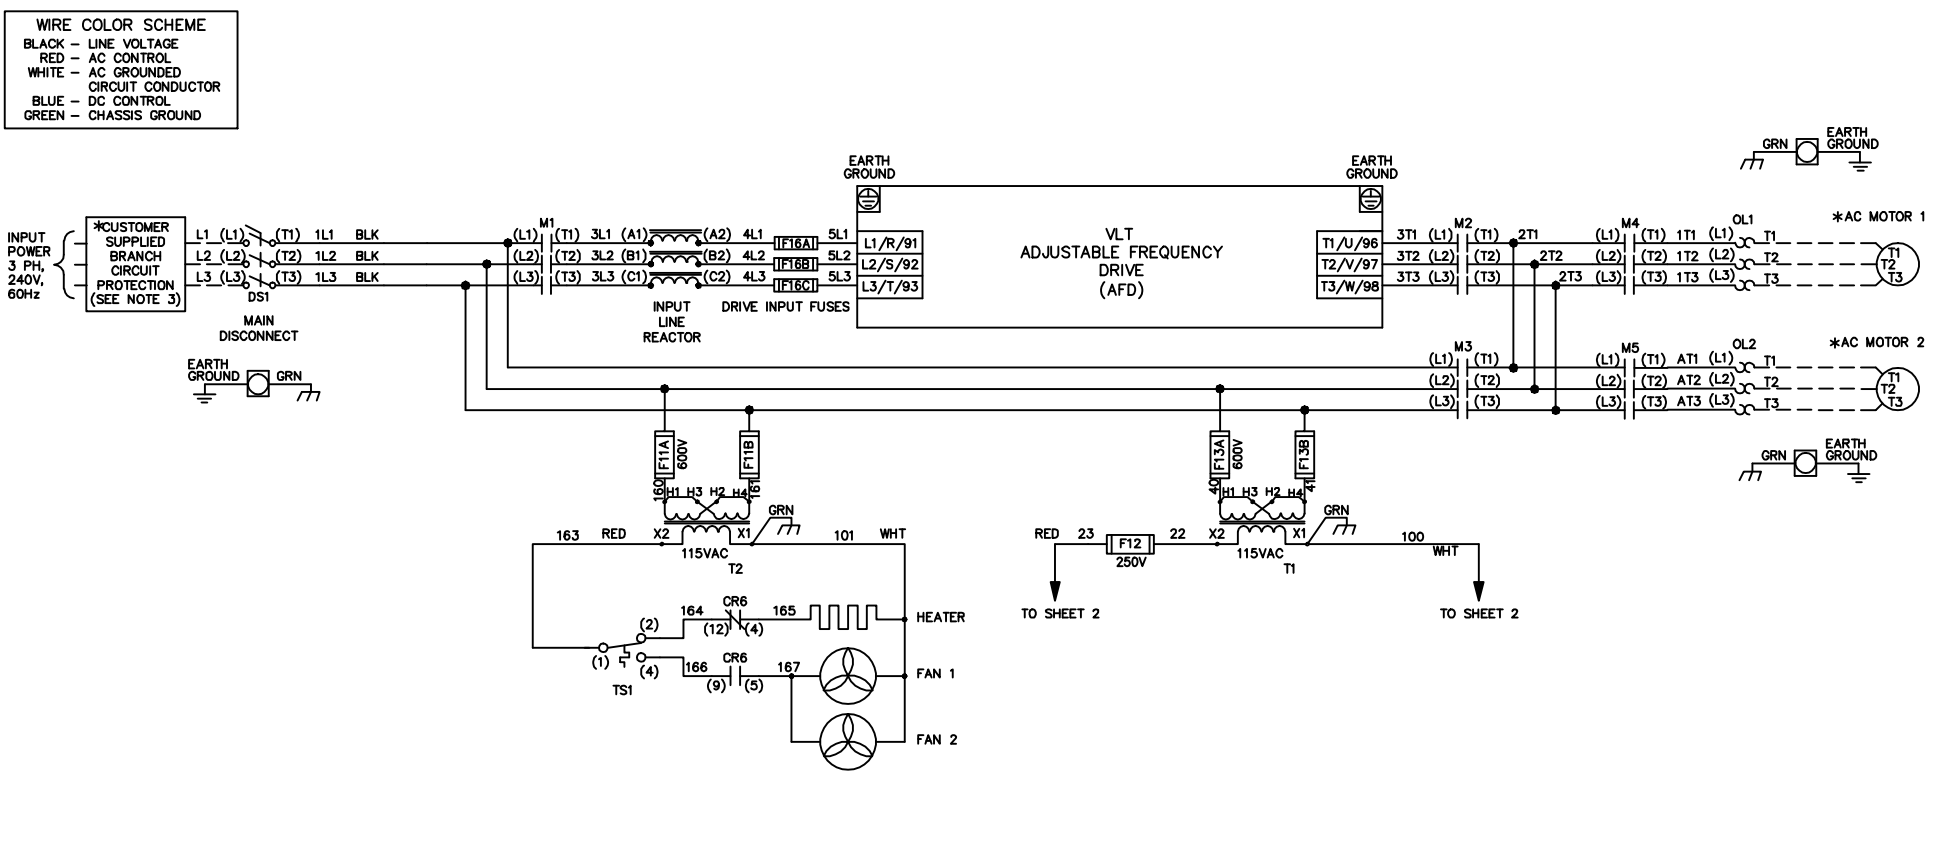 WIRE COLOR SCHEME
BLACK – LINE VOLTAGE
RED – AC CONTROL
WHITE – AC GROUNDED
CIRCUIT CONDUCTOR
BLUE – DC CONTROL
GREEN – CHASSIS GROUND
GRN
EARTH
GROUND
EARTH
GROUND
EARTH
GROUND
INPUT
POWER
3 PH,
240V,
60Hz
*CUSTOMER
SUPPLIED
BRANCH
CIRCUIT
PROTECTION
(SEE NOTE 3)
L1 (L1) (T1) 1L1 BLK
L2 (L2) (T2) 1L2 BLK
L3 (L3) (T3) 1L3 BLK
DS1
MAIN
DISCONNECT
EARTH
GROUND
GRN
M1
(L1) (T1) 3L1 (A1) (A2) 4L1 F16A 5L1 L1/R/91
(L2) (T2) 3L2 (B1) (B2) 4L2 F16B 5L2 L2/S/92
(L3) (T3) 3L3 (C1) (C2) 4L3 F16C 5L3 L3/T/93
INPUT
LINE
REACTOR
DRIVE INPUT FUSES
VLT
ADJUSTABLE FREQUENCY
DRIVE
(AFD)
M2 M4 OL1 *AC MOTOR 1
T1/U/96 3T1 (L1) (T1) 2T1 (L1) (T1) 1T1 (L1) T1 T1
T2/V/97 3T2 (L2) (T2) 2T2 (L2) (T2) 1T2 (L2) T2 T2
T3/W/98 3T3 (L3) (T3) 2T3 (L3) (T3) 1T3 (L3) T3 T3
M3 M5 OL2 *AC MOTOR 2
(L1) (T1) (L1) (T1) AT1 (L1) T1 T1
(L2) (T2) (L2) (T2) AT2 (L2) T2 T2
(L3) (T3) (L3) (T3) AT3 (L3) T3 T3
GRN
EARTH
GROUND
F11A
600V
F11B
160
161
H1 H3 H2 H4
GRN
163 RED X2 X1 101 WHT
115VAC
T2
F13A
600V
F13B
40
41
H1 H3 H2 H4
GRN
RED 23 F12 22 X2 X1 100
WHT
250V
115VAC
T1
TO SHEET 2
TO SHEET 2
164 CR6 165
(12) (4)
HEATER
(2)
(1)
(4)
TS1
166 CR6 167
(9) (5)
FAN 1
FAN 2